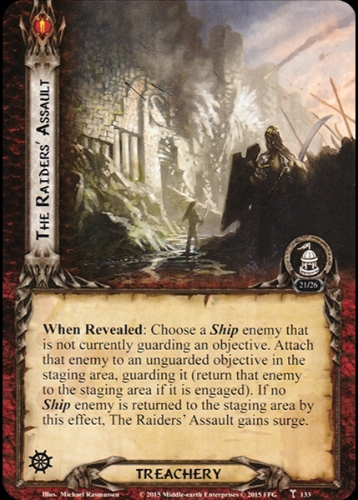 THE RAIDERS' ASSAULT
21/26
When Revealed: Choose a Ship enemy that
is not currently guarding an objective. Attach
that enemy to an unguarded objective in the
staging area, guarding it (return that enemy
to the staging area if it is engaged). If no
Ship enemy is returned to the staging area by
this effect, The Raiders' Assault gains surge.
TREACHERY
Illus. Michael Rasmussen
© 2015 Middle-earth Enterprises © 2015 FFG
133